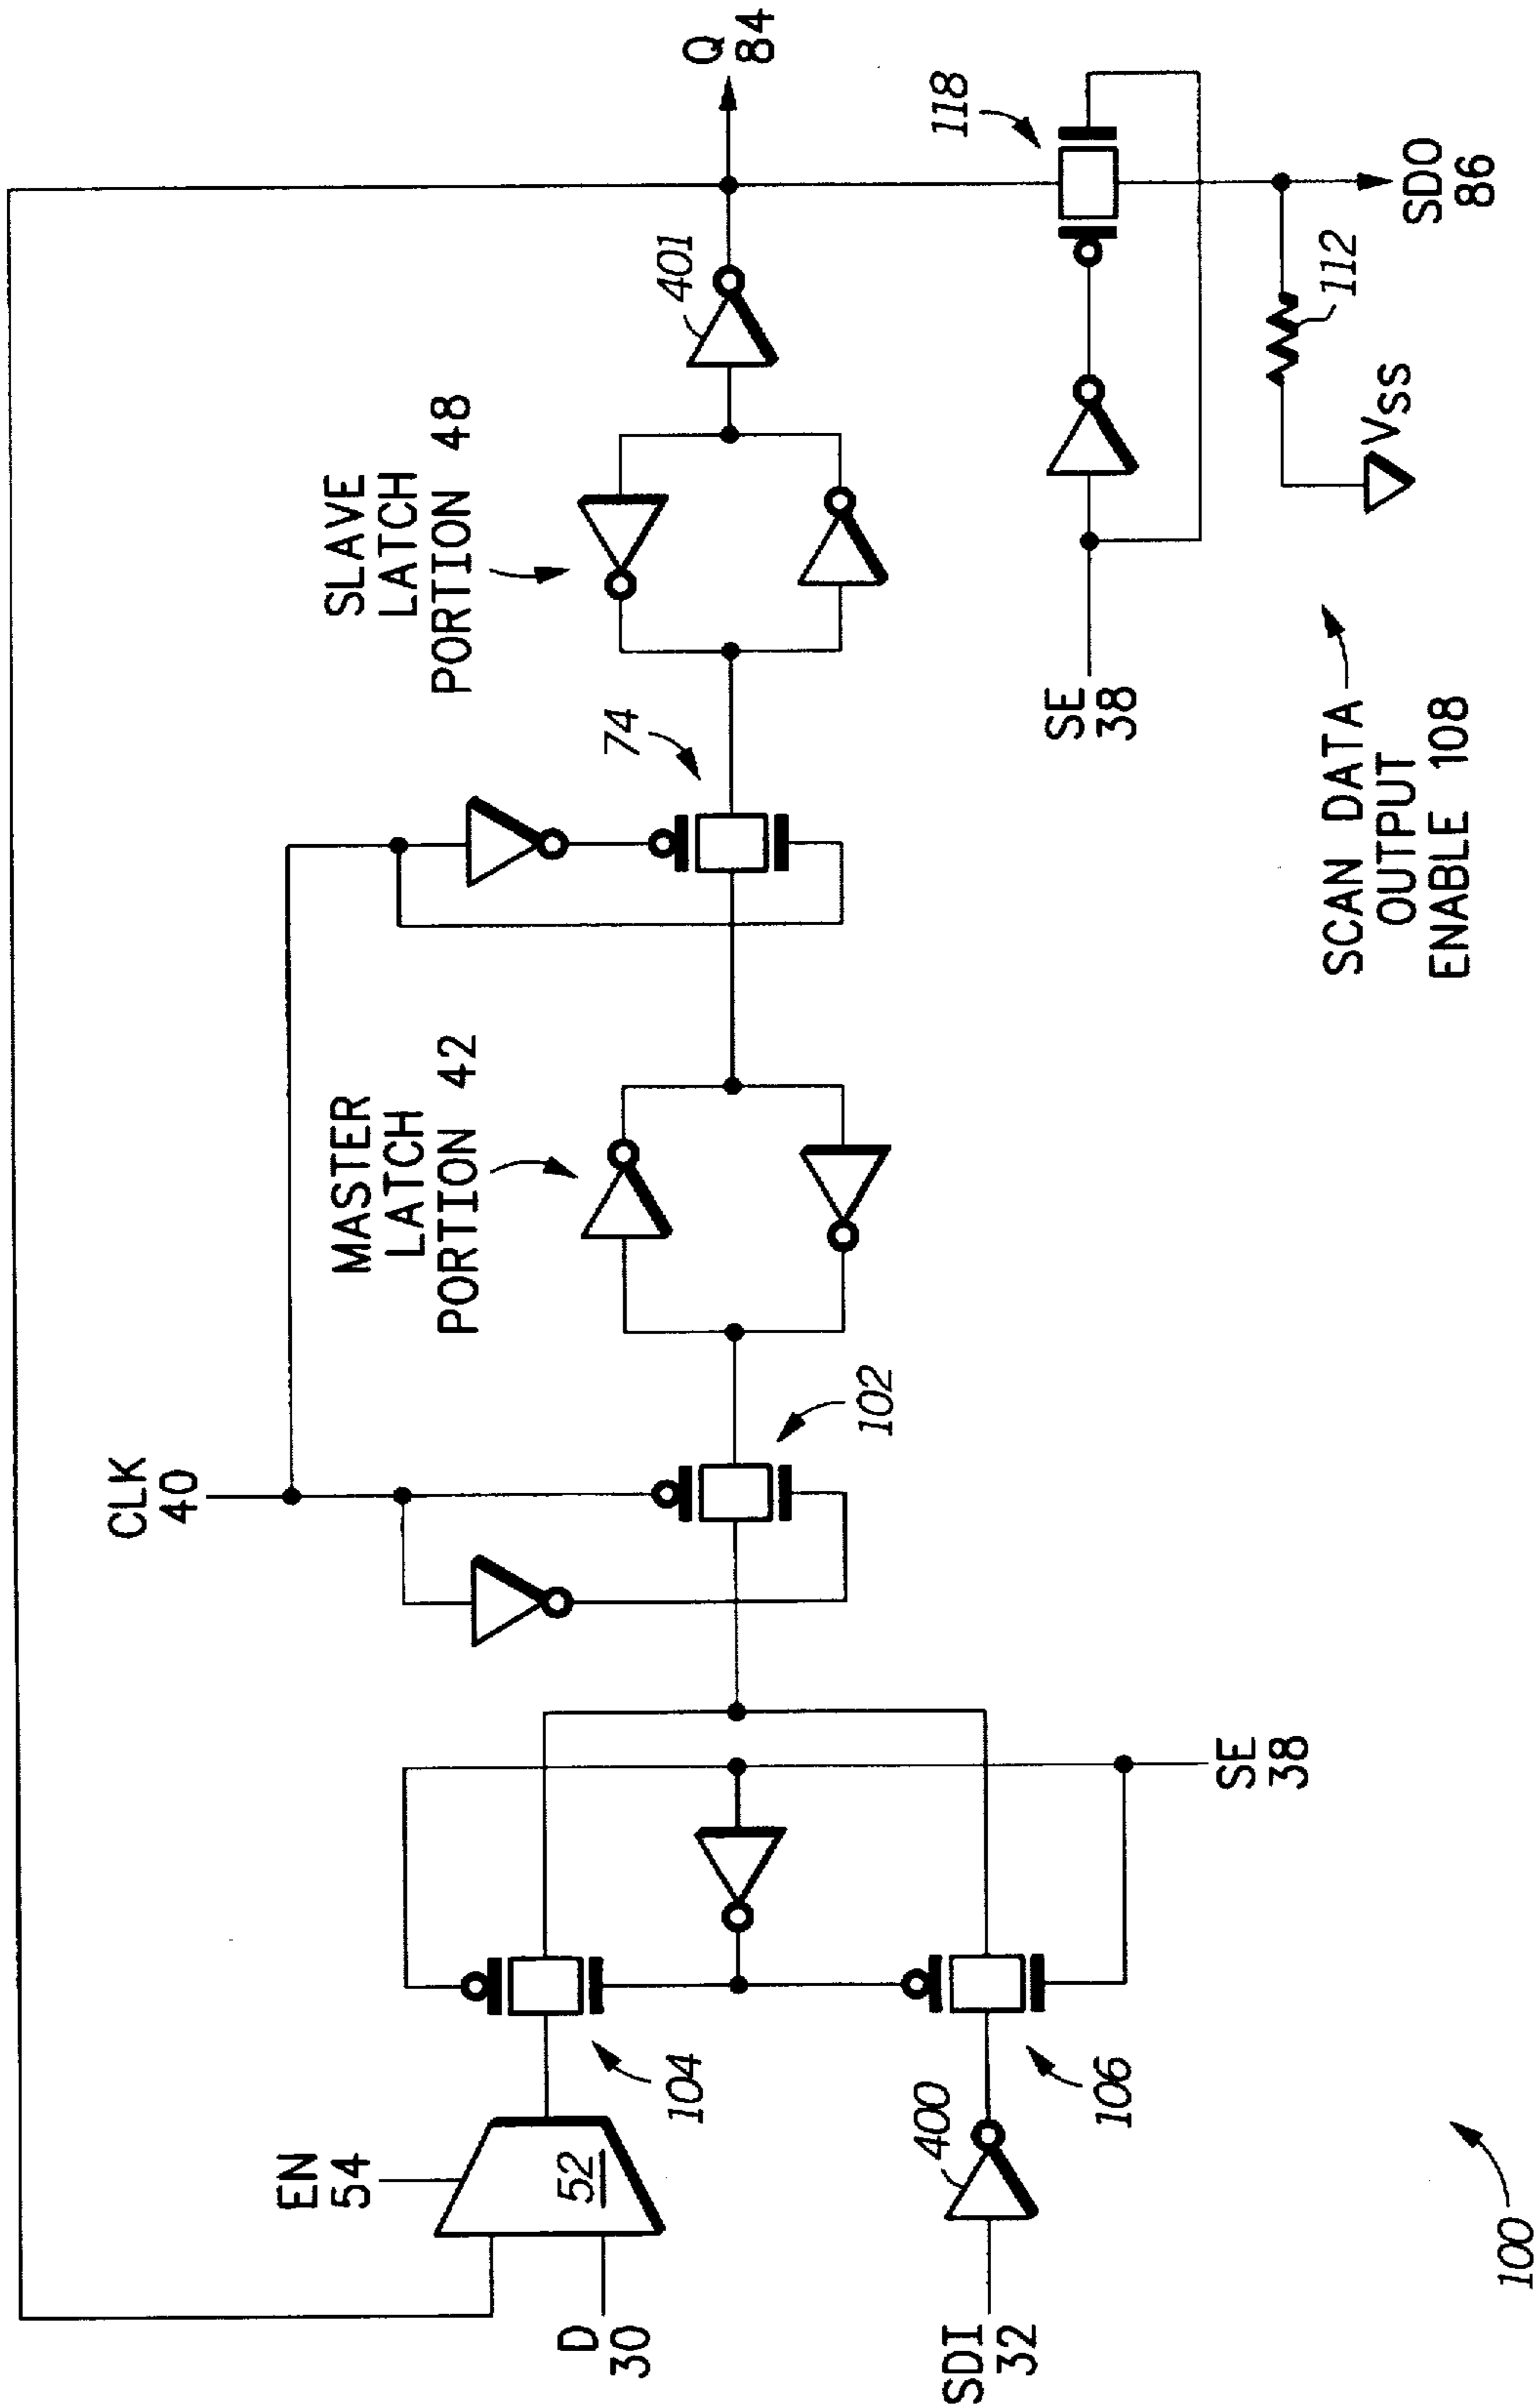 Q
84
118
SDO
86
401
112
VSS
SLAVE
LATCH
PORTION 48
SE
38
SCAN DATA
OUTPUT
ENABLE 108
74
MASTER
LATCH
PORTION 42
102
CLK
40
SE
38
104
106
EN
54
52
400
D
30
SDI
32
100